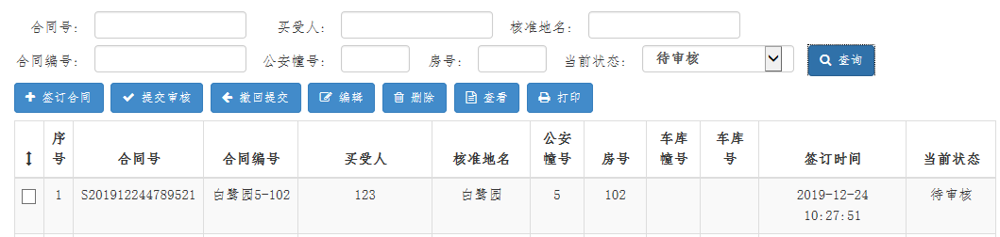 合同号: 买受人: 核准地名:
合同编号: 公安幢号: 房号: 当前状态: 待审核 查询
签订合同 提交审核 撤回提交 编辑 删除 查看 打印
序号 合同号 合同编号 买受人 核准地名 公安幢号 房号 车库幢号 车库号 签订时间 当前状态
1 S201912244789521 白鹭园5-102 123 白鹭园 5 102 2019-12-24 10:27:51 待审核